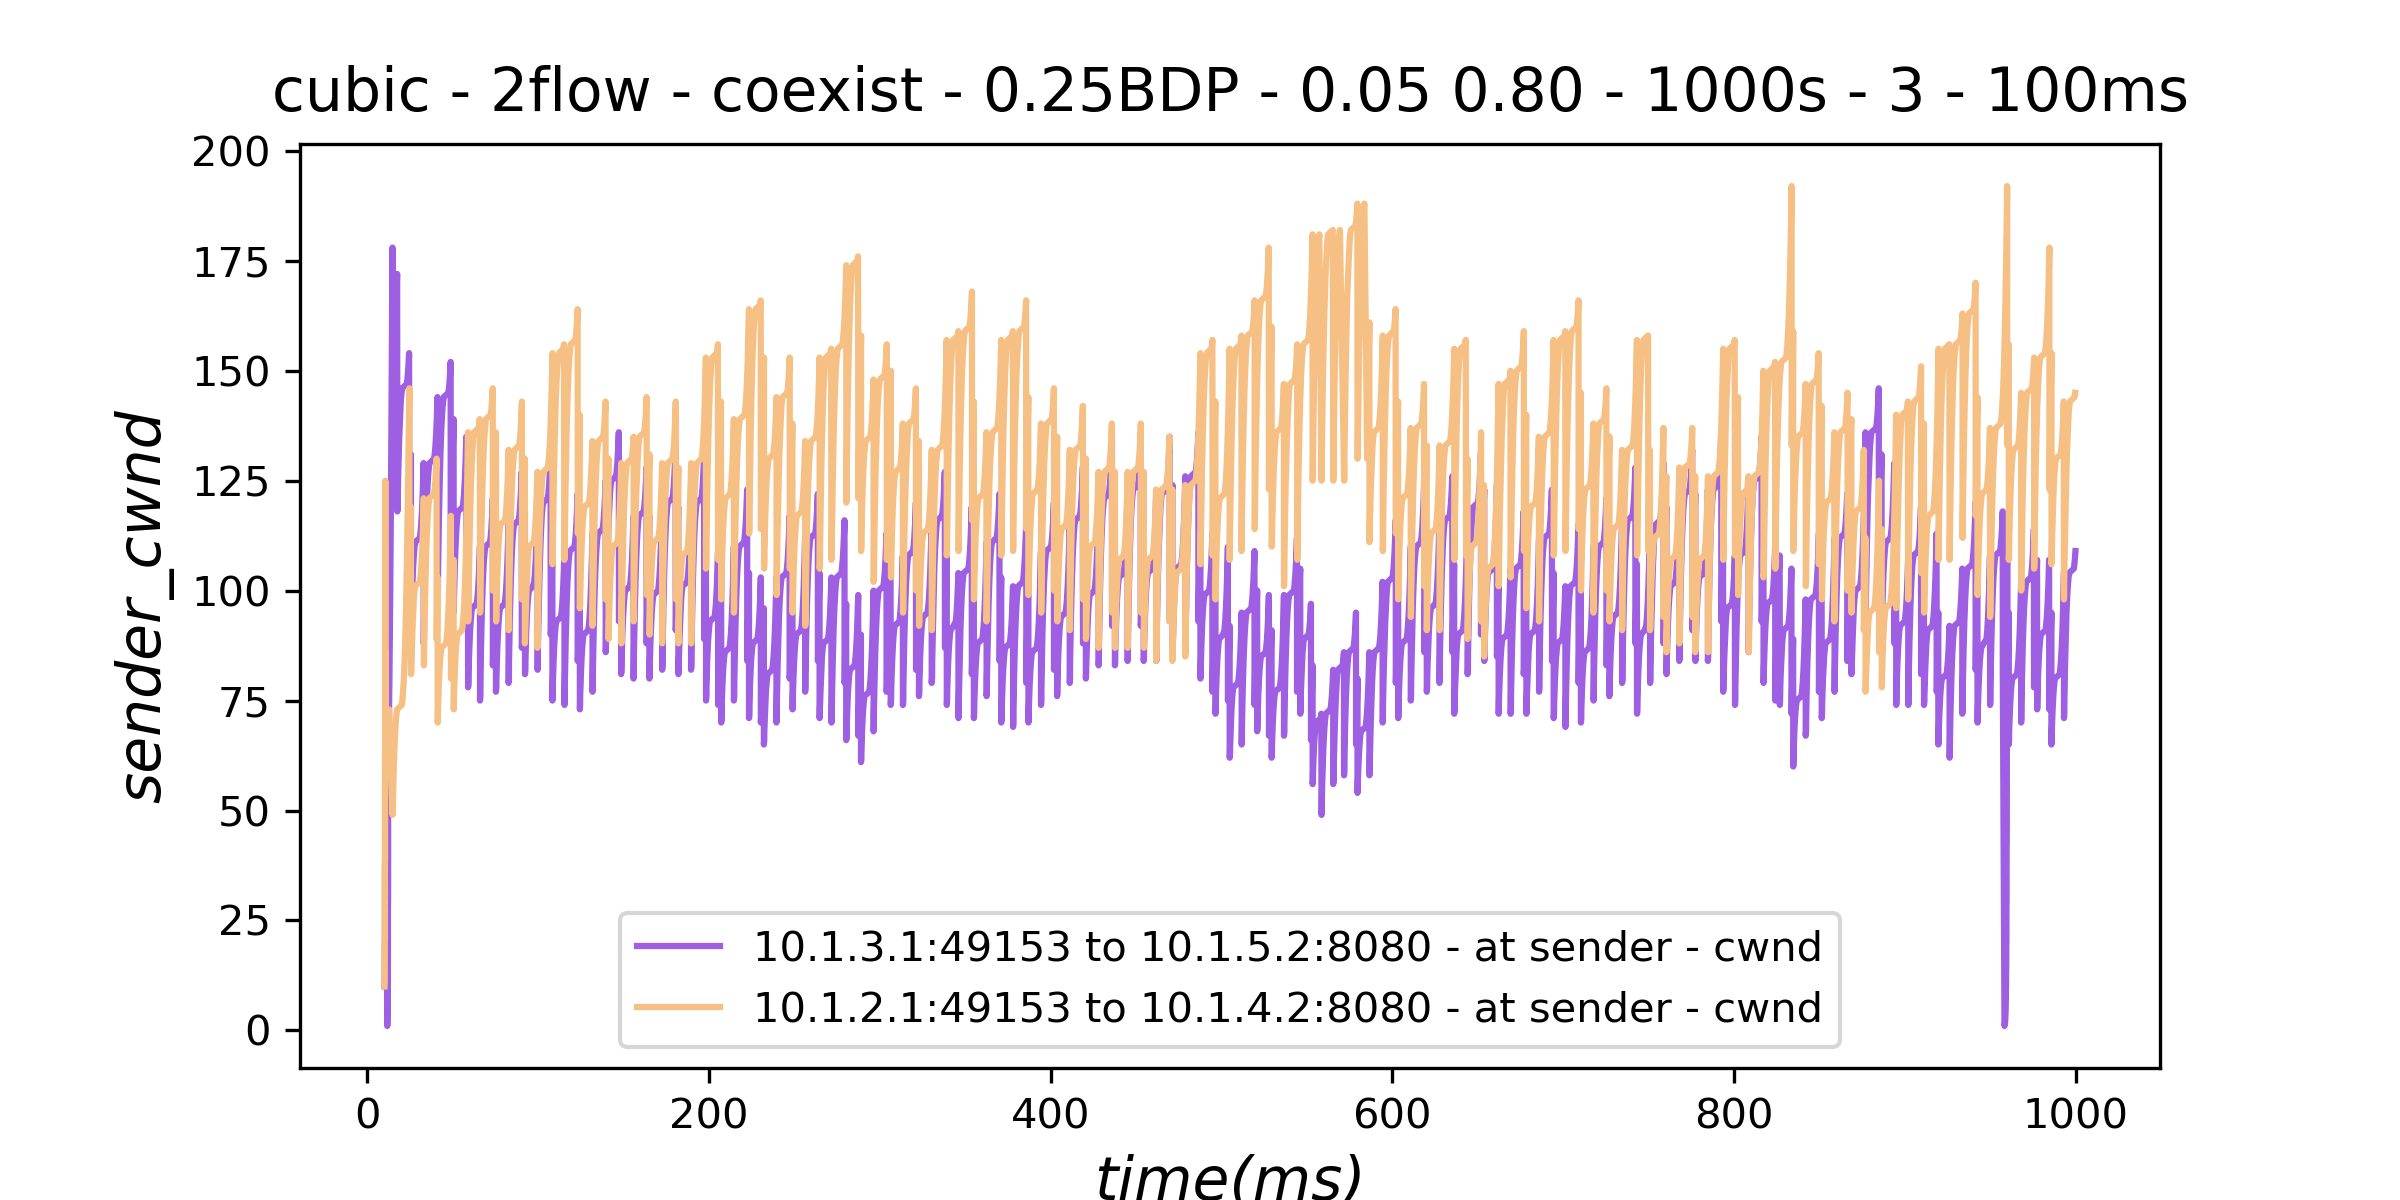 cubic - 2flow - coexist - 0.25BDP - 0.05 0.80 - 1000s - 3 - 100ms
sender_cwnd
200
175
150
125
100
75
50
25
0
10.1.3.1:49153 to 10.1.5.2:8080 - at sender - cwnd
10.1.2.1:49153 to 10.1.4.2:8080 - at sender - cwnd
0 200 400 600 800 1000
time(ms)